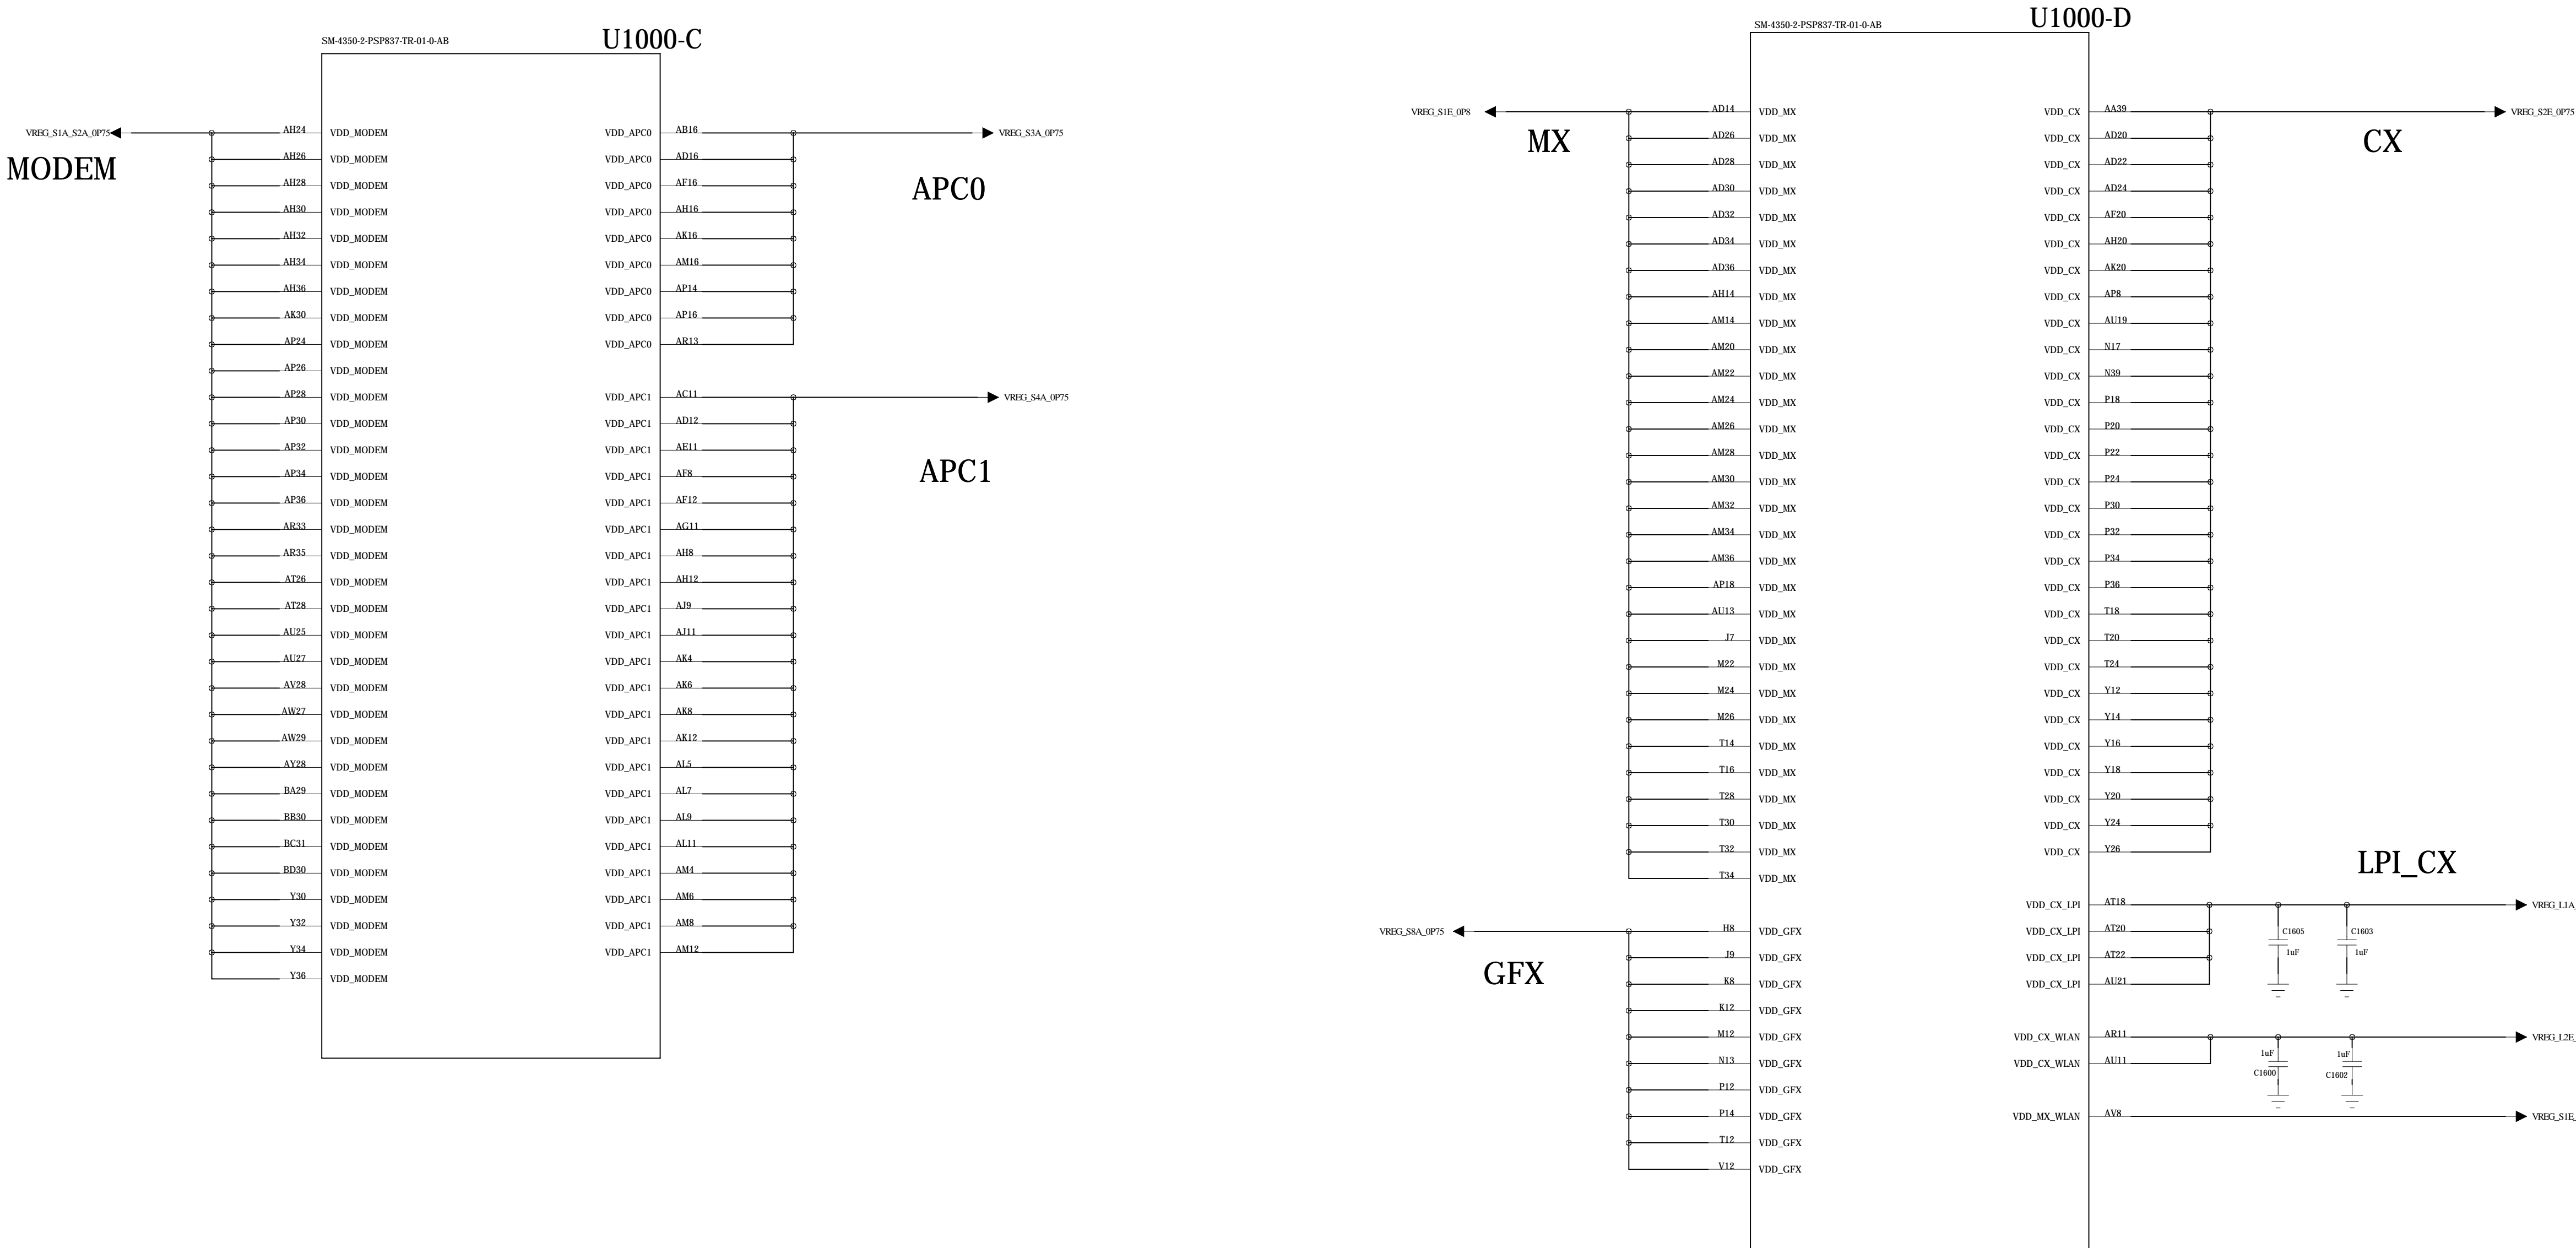 SM-4350-2-PSP837-TR-01-0-AB
U1000-C
VREG_S1A_S2A_0P75
MODEM
AH24 VDD_MODEM VDD_APC0 AB16
VREG_S3A_0P75
AH26 VDD_MODEM VDD_APC0 AD16
AH28 VDD_MODEM VDD_APC0 AF16
APC0
AH30 VDD_MODEM VDD_APC0 AH16
AH32 VDD_MODEM VDD_APC0 AK16
AH34 VDD_MODEM VDD_APC0 AM16
AH36 VDD_MODEM VDD_APC0 AP14
AK30 VDD_MODEM VDD_APC0 AP16
AP24 VDD_MODEM VDD_APC0 AR13
AP26 VDD_MODEM
AP28 VDD_MODEM VDD_APC1 AC11
VREG_S4A_0P75
AP30 VDD_MODEM VDD_APC1 AD12
AP32 VDD_MODEM VDD_APC1 AE11
APC1
AP34 VDD_MODEM VDD_APC1 AF8
AP36 VDD_MODEM VDD_APC1 AF12
AR33 VDD_MODEM VDD_APC1 AG11
AR35 VDD_MODEM VDD_APC1 AH8
AT26 VDD_MODEM VDD_APC1 AH12
AT28 VDD_MODEM VDD_APC1 AJ9
AU25 VDD_MODEM VDD_APC1 AJ11
AU27 VDD_MODEM VDD_APC1 AK4
AV28 VDD_MODEM VDD_APC1 AK6
AW27 VDD_MODEM VDD_APC1 AK8
AW29 VDD_MODEM VDD_APC1 AK12
AY28 VDD_MODEM VDD_APC1 AL5
BA29 VDD_MODEM VDD_APC1 AL7
BB30 VDD_MODEM VDD_APC1 AL9
BC31 VDD_MODEM VDD_APC1 AL11
BD30 VDD_MODEM VDD_APC1 AM4
Y30 VDD_MODEM VDD_APC1 AM6
Y32 VDD_MODEM VDD_APC1 AM8
Y34 VDD_MODEM VDD_APC1 AM12
Y36 VDD_MODEM
SM-4350-2-PSP837-TR-01-0-AB
U1000-D
VREG_S1E_0P8
MX
AD14 VDD_MX VDD_CX AA39
VREG_S2E_0P75
CX
AD26 VDD_MX VDD_CX AD20
AD28 VDD_MX VDD_CX AD22
AD30 VDD_MX VDD_CX AD24
AD32 VDD_MX VDD_CX AF20
AD34 VDD_MX VDD_CX AH20
AD36 VDD_MX VDD_CX AK20
AH14 VDD_MX VDD_CX AP8
AM14 VDD_MX VDD_CX AU19
AM20 VDD_MX VDD_CX N17
AM22 VDD_MX VDD_CX N39
AM24 VDD_MX VDD_CX P18
AM26 VDD_MX VDD_CX P20
AM28 VDD_MX VDD_CX P22
AM30 VDD_MX VDD_CX P24
AM32 VDD_MX VDD_CX P30
AM34 VDD_MX VDD_CX P32
AM36 VDD_MX VDD_CX P34
AP18 VDD_MX VDD_CX P36
AU13 VDD_MX VDD_CX T18
J7 VDD_MX VDD_CX T20
M22 VDD_MX VDD_CX T24
M24 VDD_MX VDD_CX Y12
M26 VDD_MX VDD_CX Y14
T14 VDD_MX VDD_CX Y16
T16 VDD_MX VDD_CX Y18
T28 VDD_MX VDD_CX Y20
T30 VDD_MX VDD_CX Y24
T32 VDD_MX VDD_CX Y26
T34 VDD_MX
LPI_CX
VDD_CX_LPI AT18
VREG_L1A_
VREG_S8A_0P75
GFX
H8 VDD_GFX VDD_CX_LPI AT20
C1605
1uF
C1603
1uF
J9 VDD_GFX VDD_CX_LPI AT22
K8 VDD_GFX VDD_CX_LPI AU21
K12 VDD_GFX
M12 VDD_GFX VDD_CX_WLAN AR11
VREG_L2E_
N13 VDD_GFX VDD_CX_WLAN AU11
1uF
C1600
1uF
C1602
P12 VDD_GFX
P14 VDD_GFX VDD_MX_WLAN AV8
VREG_S1E_
T12 VDD_GFX
V12 VDD_GFX